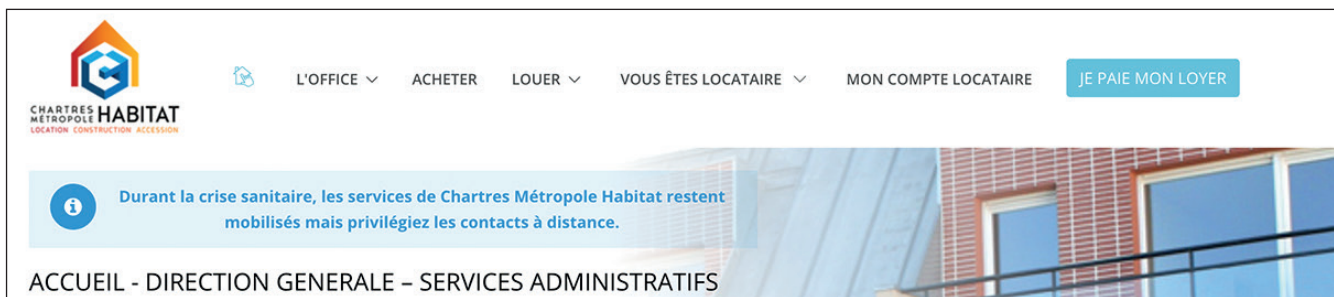 CHARTRES
MÉTROPOLE HABITAT
LOCATION CONSTRUCTION ACCESSION
L'OFFICE ACHETER LOUER VOUS ÊTES LOCATAIRE MON COMPTE LOCATAIRE JE PAIE MON LOYER
Durant la crise sanitaire, les services de Chartres Métropole Habitat restent
mobilisés mais privilégiez les contacts à distance.
ACCUEIL - DIRECTION GENERALE – SERVICES ADMINISTRATIFS